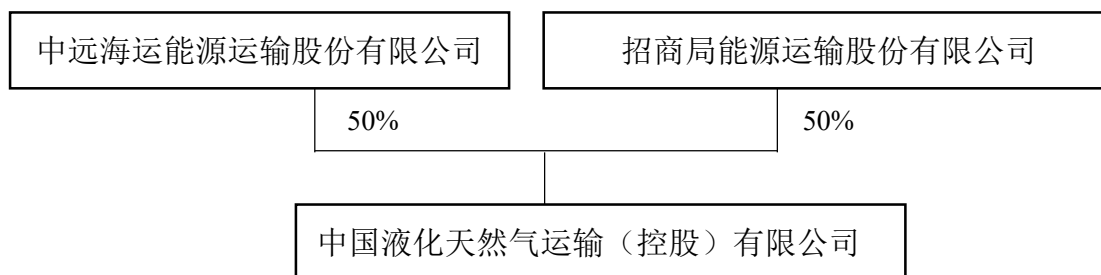 中远海运能源运输股份有限公司
招商局能源运输股份有限公司
50%
50%
中国液化天然气运输（控股）有限公司